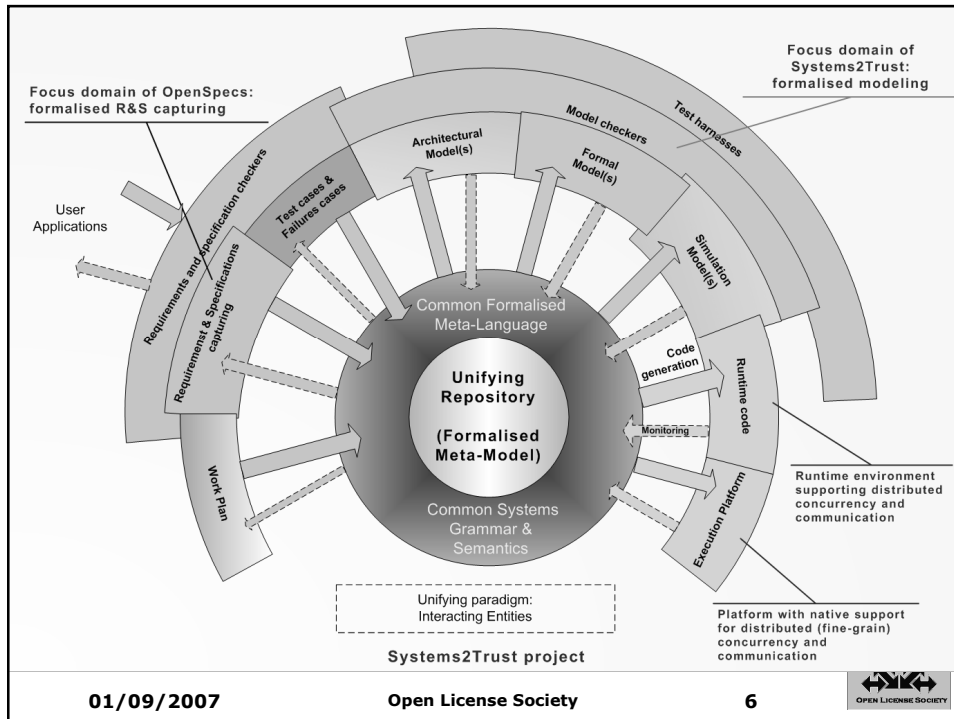 Focus domain of
Systems2Trust:
formalised modeling
Focus domain of OpenSpecs:
formalised R&S capturing
Test harnesses
Model checkers
Requirements and specification checkers
User
Applications
Architectural
Model(s)
Formal
Model(s)
Test cases &
Failures cases
Simulation
Model(s)
Requiremenst & Specifications
capturing
Common Formalised
Meta-Language
Unifying
Repository
(Formalised
Meta-Model)
Common Systems
Grammar &
Semantics
Code
generation
Runtime code
Monitoring
Work Plan
Execution Platform
Runtime environment
supporting distributed
concurrency and
communication
Unifying paradigm:
Interacting Entities
Platform with native support
for distributed (fine-grain)
concurrency and
communication
Systems2Trust project
01/09/2007
Open License Society
6
OPEN LICENSE SOCIETY